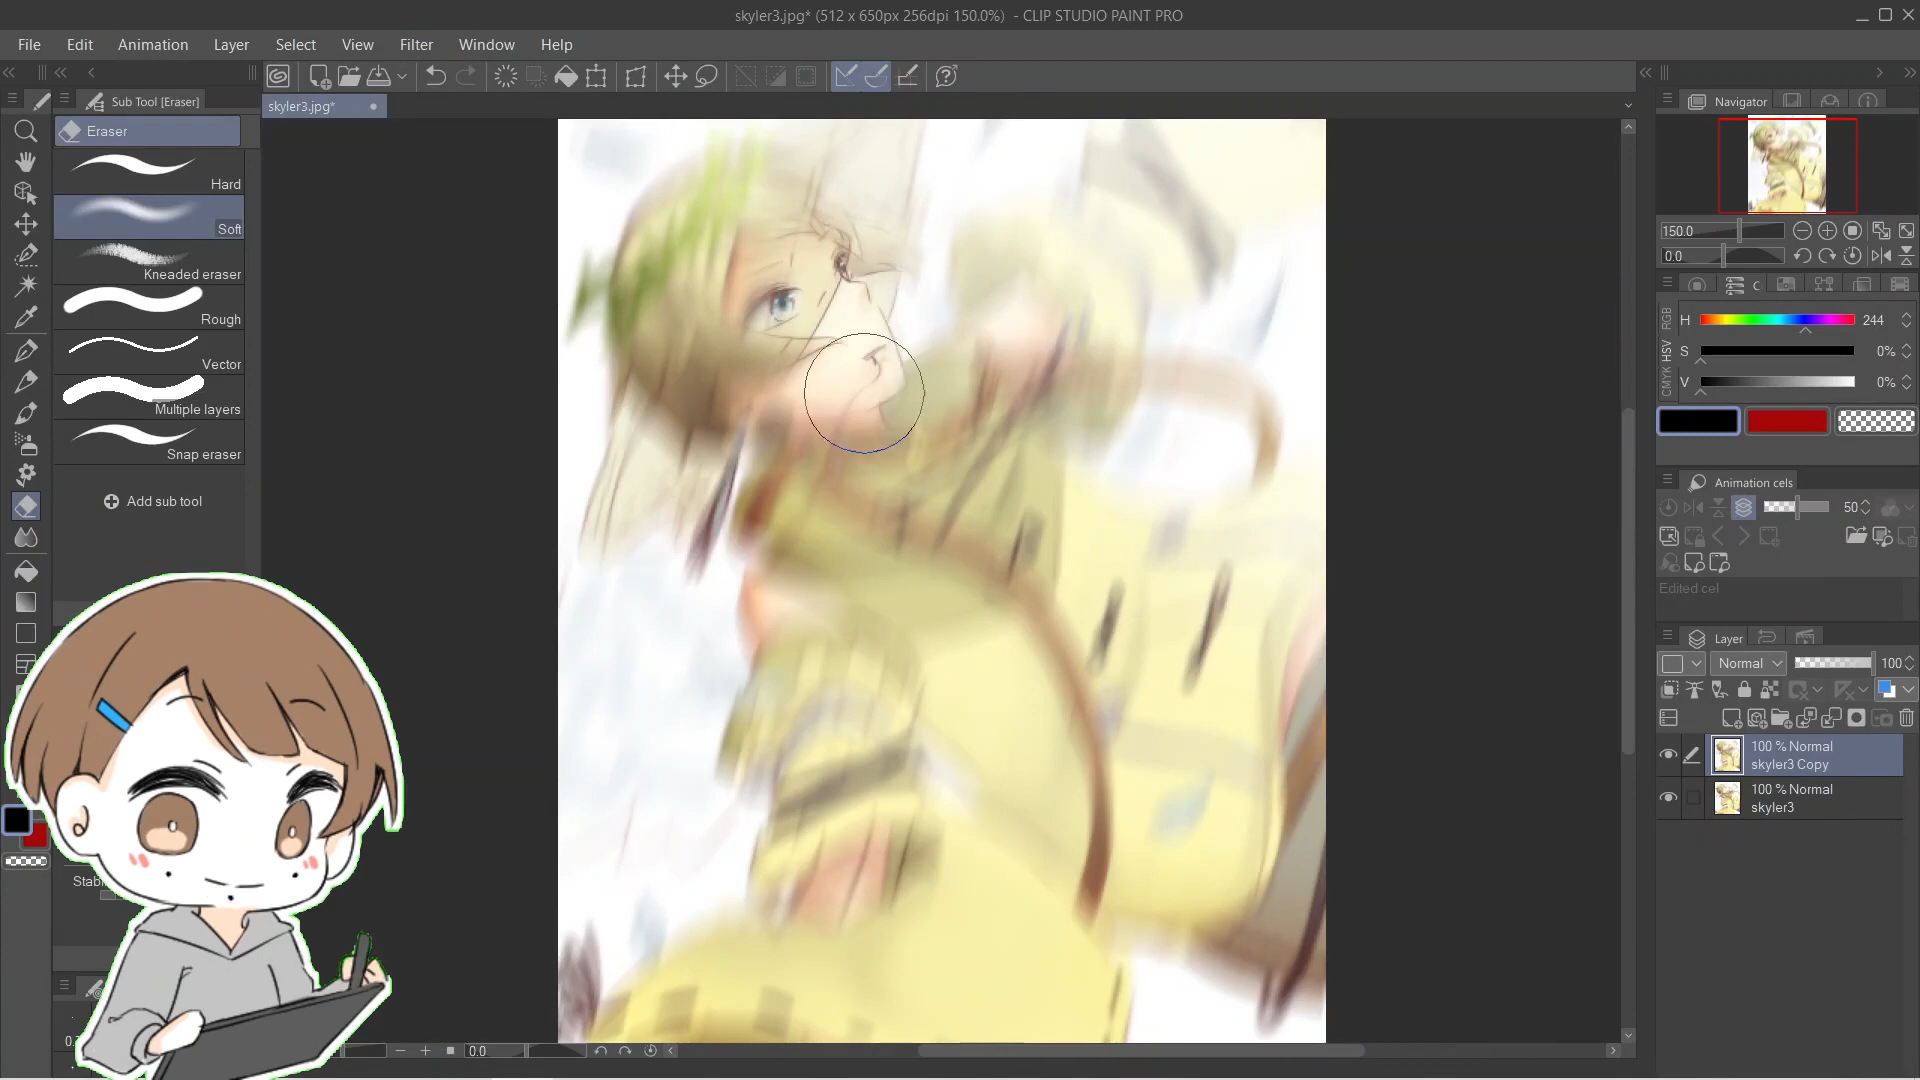 skyler3.jpg* (512 x 650px 256dpi 150.0%)  - CLIP STUDIO PAINT PRO
File Edit Animation Layer Select View Filter Window Help
Sub Tool [Eraser]
skyler3.jpg*
Navigator
Eraser
Hard
Soft
Kneaded eraser
Rough
Vector
Multiple layers
Snap eraser
Add sub tool
150.0
0.0
C
RGB
HSV
CMYK
H 244
S 0%
V 0%
Animation cels
50
Edited cel
Layer
Normal 100
100 % Normal
skyler3 Copy
100 % Normal
skyler3
0.0